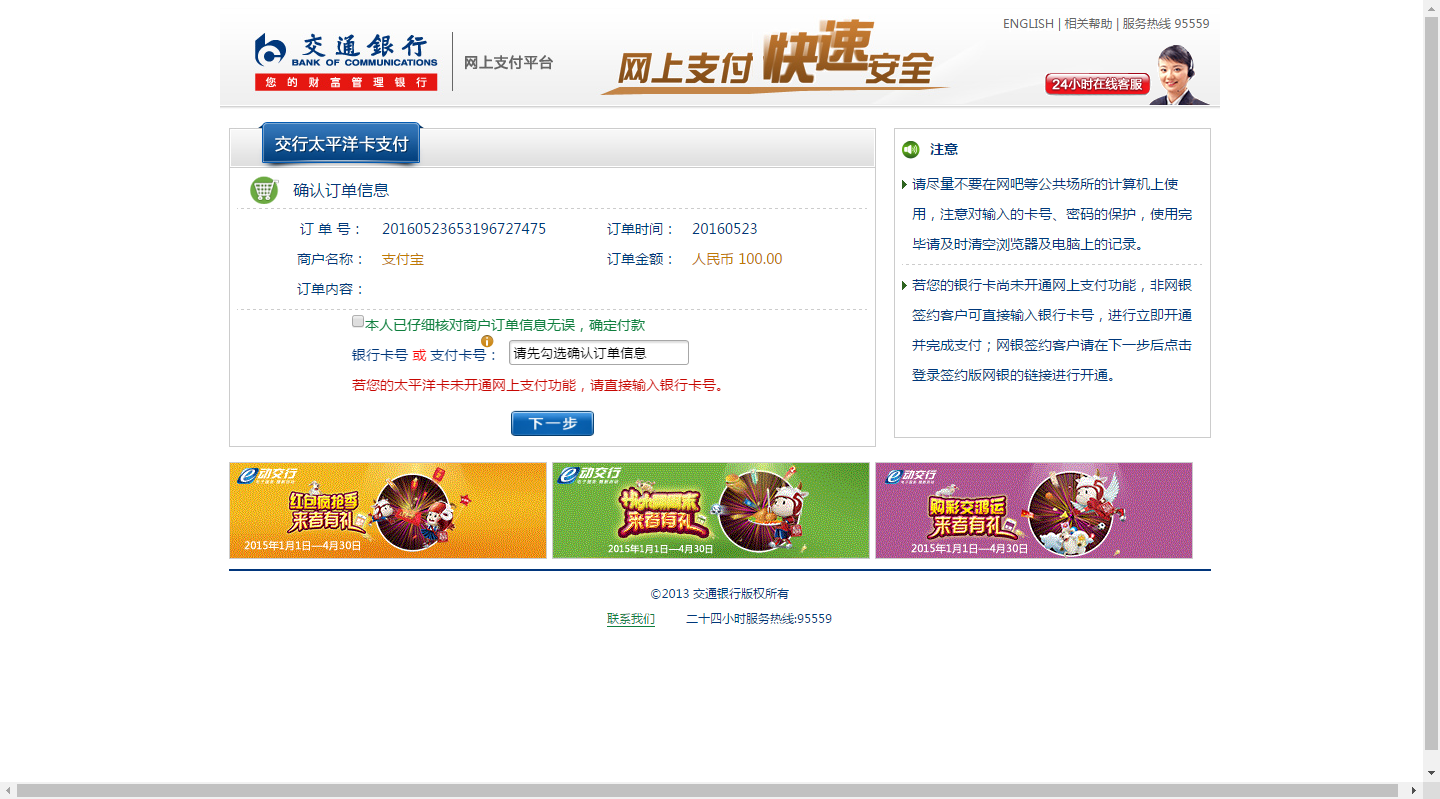 ENGLISH | 相关帮助 | 服务热线 95559
交通銀行
BANK OF COMMUNICATIONS
您的财富管理银行
网上支付平台
网上支付快速安全
24小时在线客服
交行太平洋卡支付
确认订单信息
订 单 号： 20160523653196727475 订单时间： 20160523
商户名称： 支付宝 订单金额： 人民币 100.00
订单内容：
本人已仔细核对商户订单信息无误，确定付款
银行卡号 或 支付卡号： 请先勾选确认订单信息
若您的太平洋卡未开通网上支付功能，请直接输入银行卡号。
下一步
注意
请尽量不要在网吧等公共场所的计算机上使
用，注意对输入的卡号、密码的保护，使用完
毕请及时清空浏览器及电脑上的记录。
若您的银行卡尚未开通网上支付功能，非网银
签约客户可直接输入银行卡号，进行立即开通
并完成支付；网银签约客户请在下一步后点击
登录签约版网银的链接进行开通。
e动交行
红包疯抢香
来者有礼
2015年1月1日—4月30日
e动交行
来者有礼
2015年1月1日—4月30日
e动交行
购彩交鸿运
来者有礼
2015年1月1日—4月30日
©2013 交通银行版权所有
联系我们 二十四小时服务热线:95559